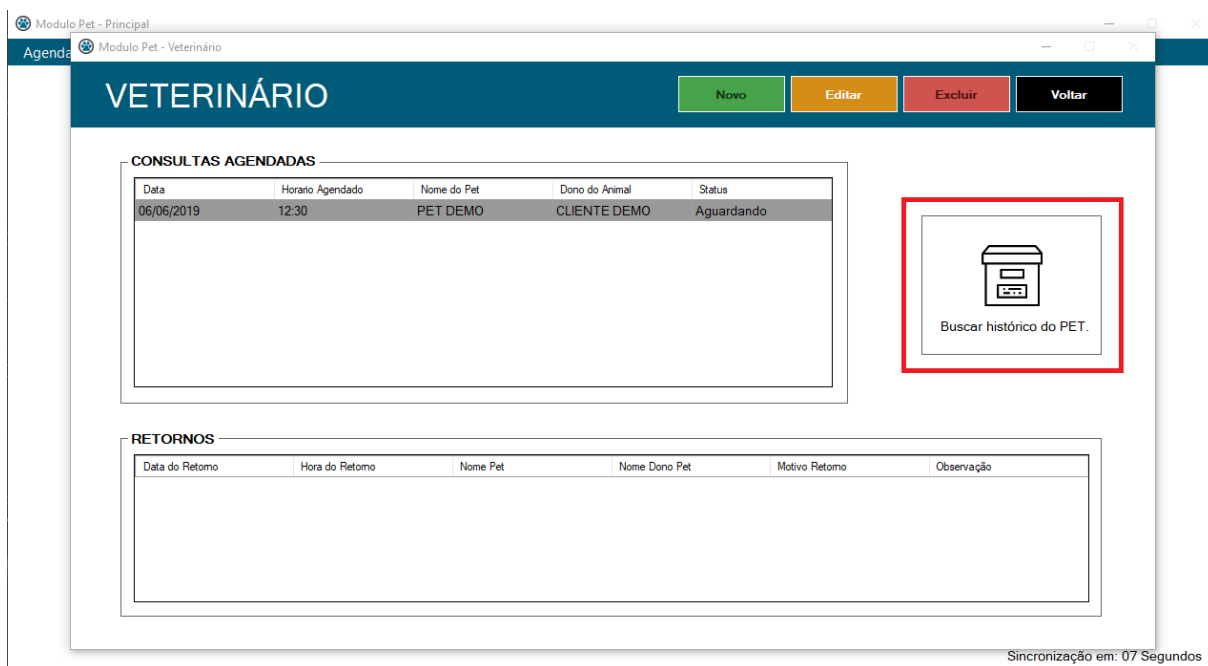 Modulo Pet - Principal
Agenda
Modulo Pet - Veterinário
VETERINÁRIO
Novo
Editar
Excluir
Voltar
CONSULTAS AGENDADAS
Data Horario Agendado Nome do Pet Dono do Animal Status
06/06/2019 12:30 PET DEMO CLIENTE DEMO Aguardando
Buscar histórico do PET.
RETORNOS
Data do Retorno Hora do Retorno Nome Pet Nome Dono Pet Motivo Retorno Observação
Sincronização em: 07 Segundos